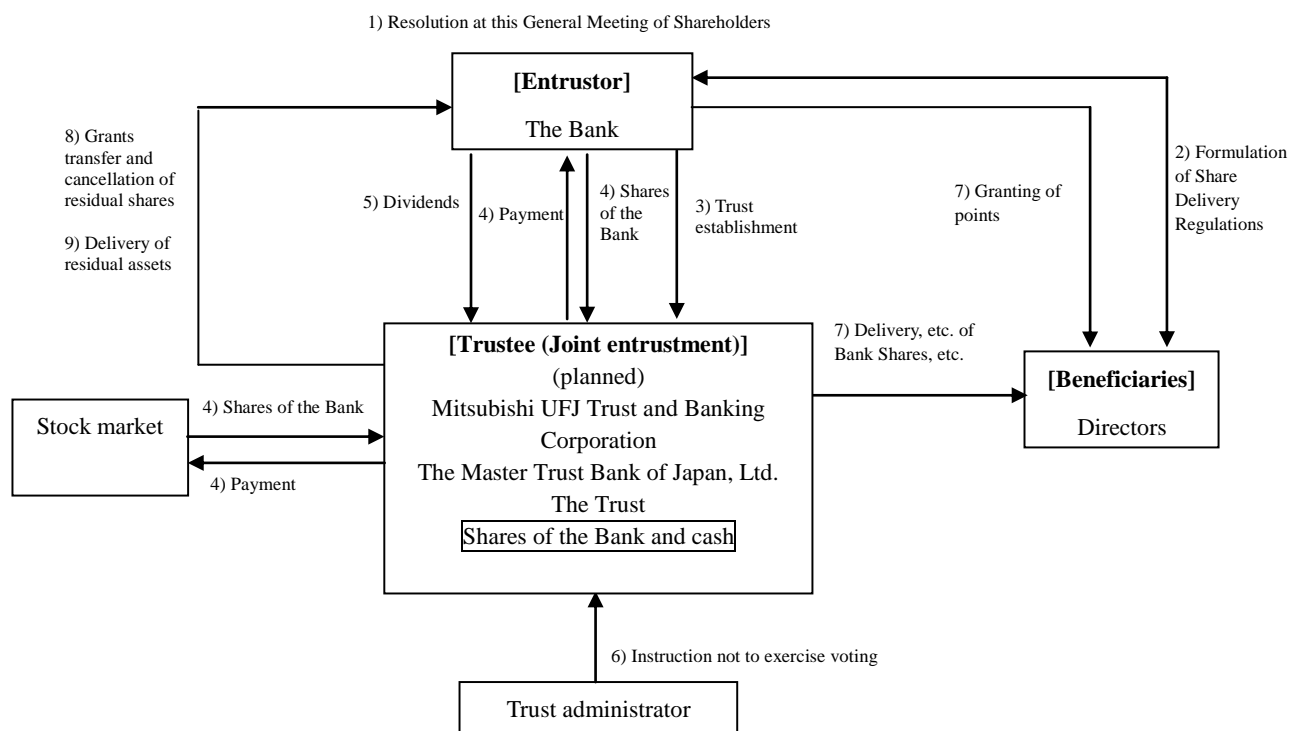 1) Resolution at this General Meeting of Shareholders
[Entrustor]
The Bank
8) Grants
transfer and
cancellation of
residual shares
9) Delivery of
residual assets
5) Dividends
4) Payment
4) Shares
of the
Bank
3) Trust
establishment
7) Granting of
points
2) Formulation
of Share
Delivery
Regulations
[Trustee (Joint entrustment)]
(planned)
Mitsubishi UFJ Trust and Banking
Corporation
The Master Trust Bank of Japan, Ltd.
The Trust
Shares of the Bank and cash
7) Delivery, etc. of
Bank Shares, etc.
[Beneficiaries]
Directors
Stock market
4) Shares of the Bank
4) Payment
6) Instruction not to exercise voting
Trust administrator